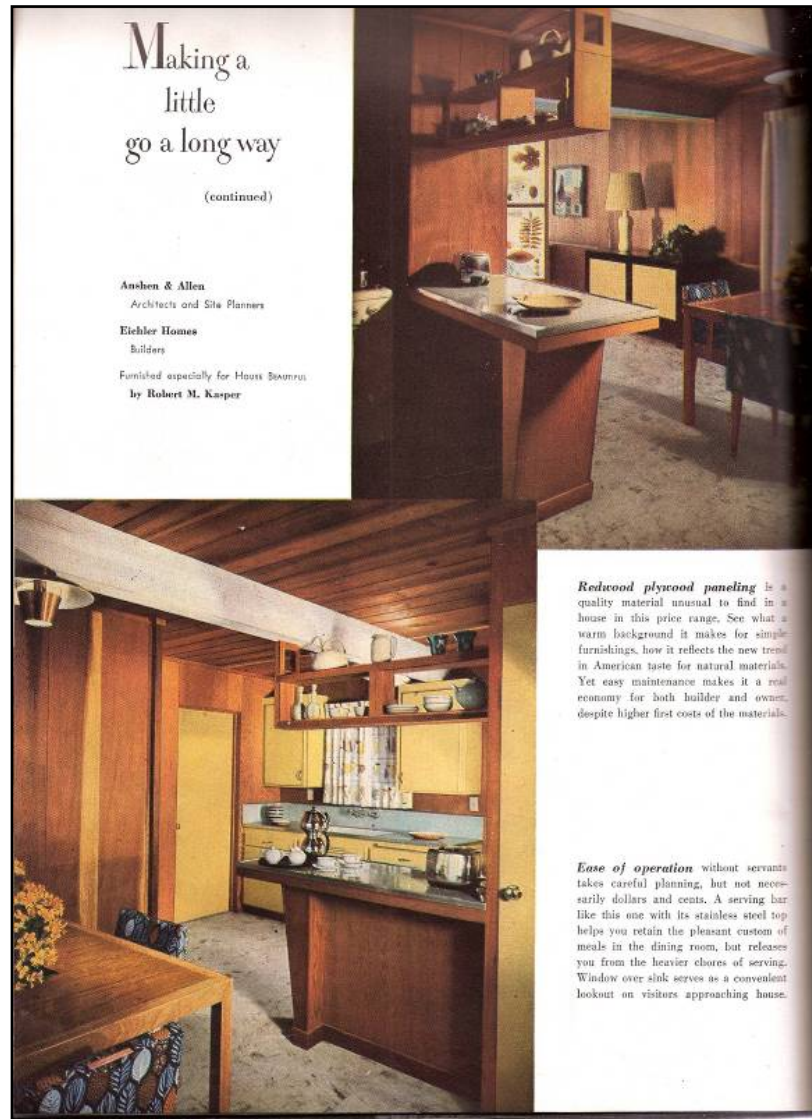 Making a
little
go a long way
(continued)
Anshen & Allen
Architects and Site Planners
Eichler Homes
Builders
Furnished especially for HOUSE BEAUTIFUL
by Robert M. Kasper
Redwood plywood paneling is a
quality material unusual to find in a
house in this price range. See what a
warm background it makes for simple
furnishings, how it reflects the new trend
in American taste for natural materials.
Yet easy maintenance makes it a real
economy for both builder and owner,
despite higher first costs of the materials.
Ease of operation without servants
takes careful planning, but not neces-
sarily dollars and cents. A serving bar
like this one with its stainless steel top
helps you retain the pleasant custom of
meals in the dining room, but releases
you from the heavier chores of serving.
Window over sink serves as a convenient
lookout on visitors approaching house.